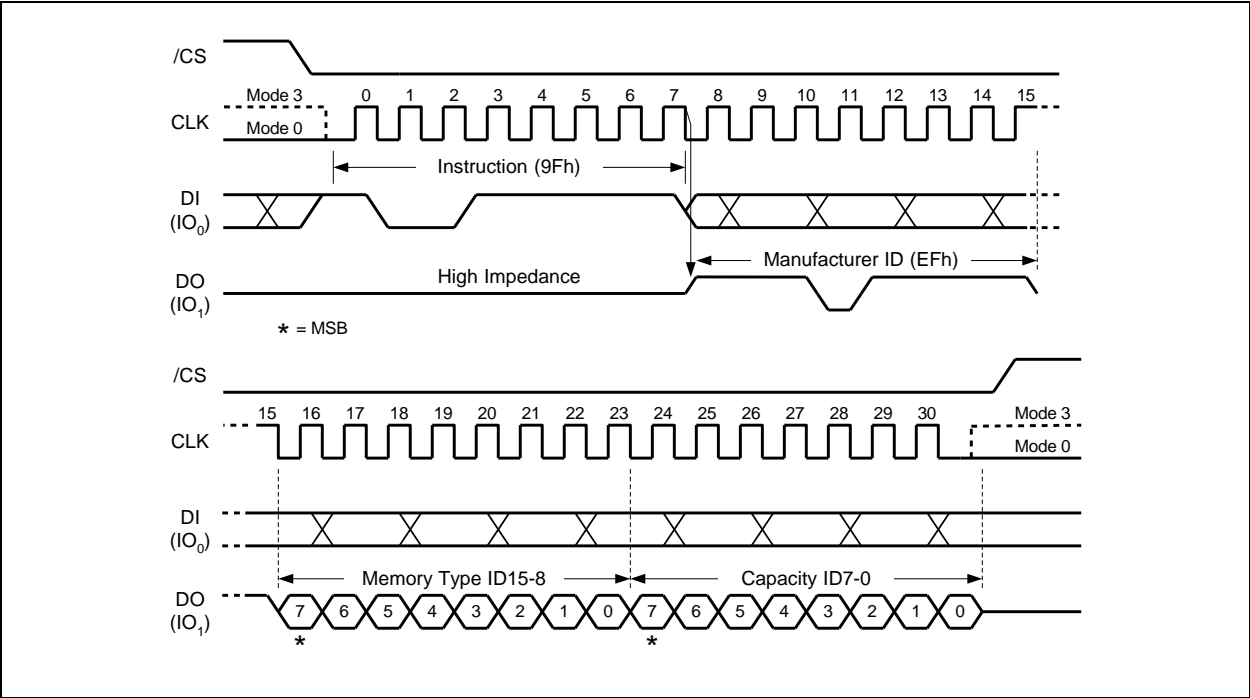 /CS
Mode 3 0 1 2 3 4 5 6 7 8 9 10 11 12 13 14 15
CLK
Mode 0
Instruction (9Fh)
DI
(IO0)
Manufacturer ID (EFh)
High Impedance
DO
(IO1)
* = MSB
/CS
15 16 17 18 19 20 21 22 23 24 25 26 27 28 29 30 Mode 3
CLK
Mode 0
DI
(IO0)
Memory Type ID15-8 Capacity ID7-0
DO
(IO1)
7 6 5 4 3 2 1 0 7 6 5 4 3 2 1 0
* *